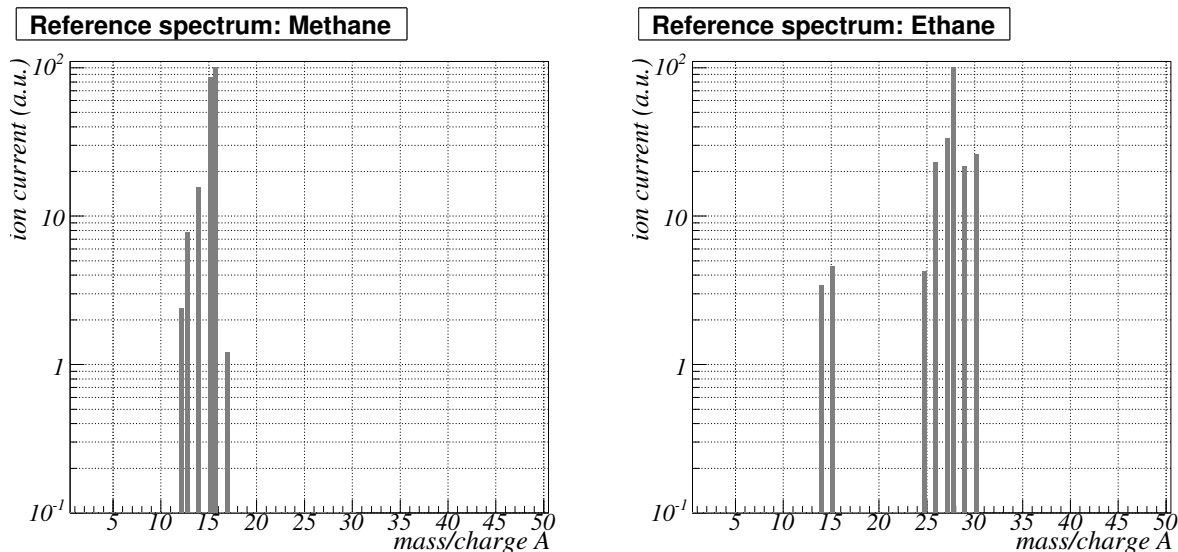 Reference spectrum: Methane
ion current (a.u.)
10^2
10
1
10^-1
5 10 15 20 25 30 35 40 45 50
mass/charge A
Reference spectrum: Ethane
ion current (a.u.)
10^2
10
1
10^-1
5 10 15 20 25 30 35 40 45 50
mass/charge A